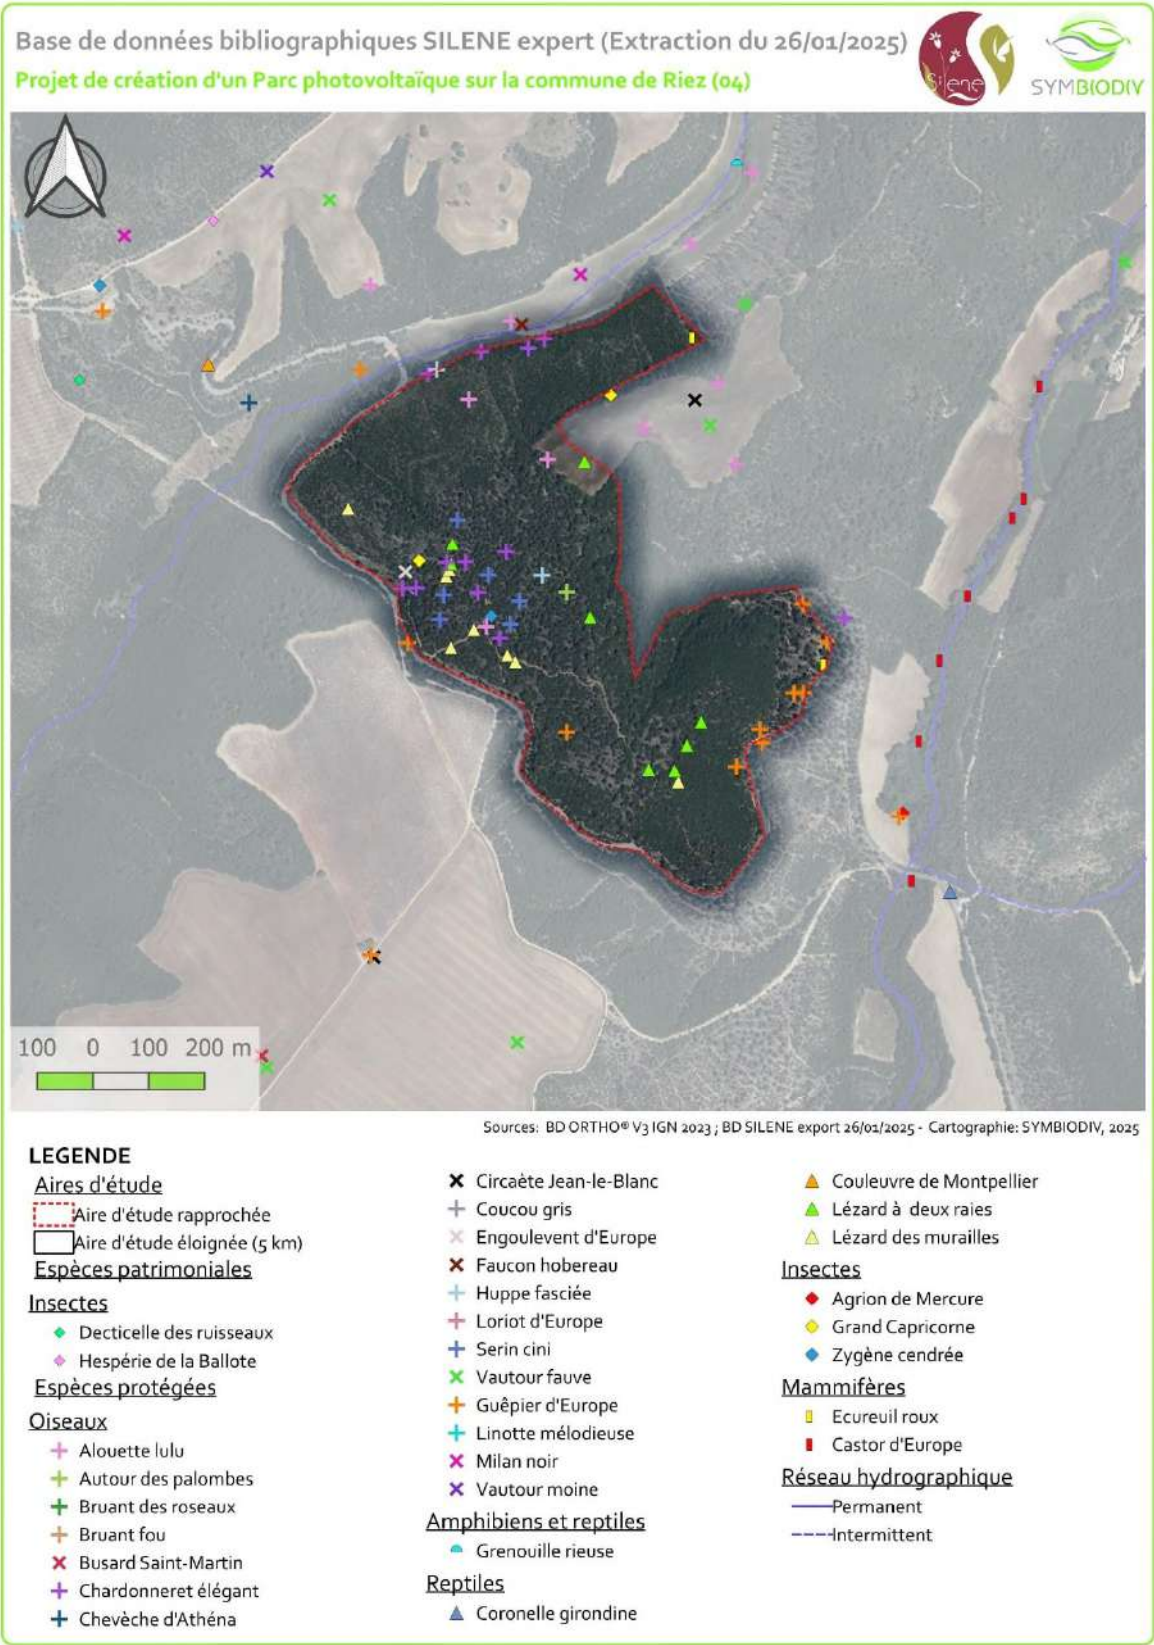 Base de données bibliographiques SILENE expert (Extraction du 26/01/2025)
Projet de création d'un Parc photovoltaïque sur la commune de Riez (04)
Silene
SYMBIODIV
100 0 100 200 m
Sources: BD ORTHO® V3 IGN 2023 ; BD SILENE export 26/01/2025 - Cartographie: SYMBIODIV, 2025
LEGENDE
Aires d'étude
Aire d'étude rapprochée
Aire d'étude éloignée (5 km)
Espèces patrimoniales
Insectes
Decticelle des ruisseaux
Hespérie de la Ballote
Espèces protégées
Oiseaux
Alouette lulu
Autour des palombes
Bruant des roseaux
Bruant fou
Busard Saint-Martin
Chardonneret élégant
Chevèche d'Athéna
Circaète Jean-le-Blanc
Coucou gris
Engoulevent d'Europe
Faucon hobereau
Huppe fasciée
Loriot d'Europe
Serin cini
Vautour fauve
Guêpier d'Europe
Linotte mélodieuse
Milan noir
Vautour moine
Amphibiens et reptiles
Grenouille rieuse
Reptiles
Coronelle girondine
Couleuvre de Montpellier
Lézard à deux raies
Lézard des murailles
Insectes
Agrion de Mercure
Grand Capricorne
Zygène cendrée
Mammifères
Ecureuil roux
Castor d'Europe
Réseau hydrographique
Permanent
Intermittent